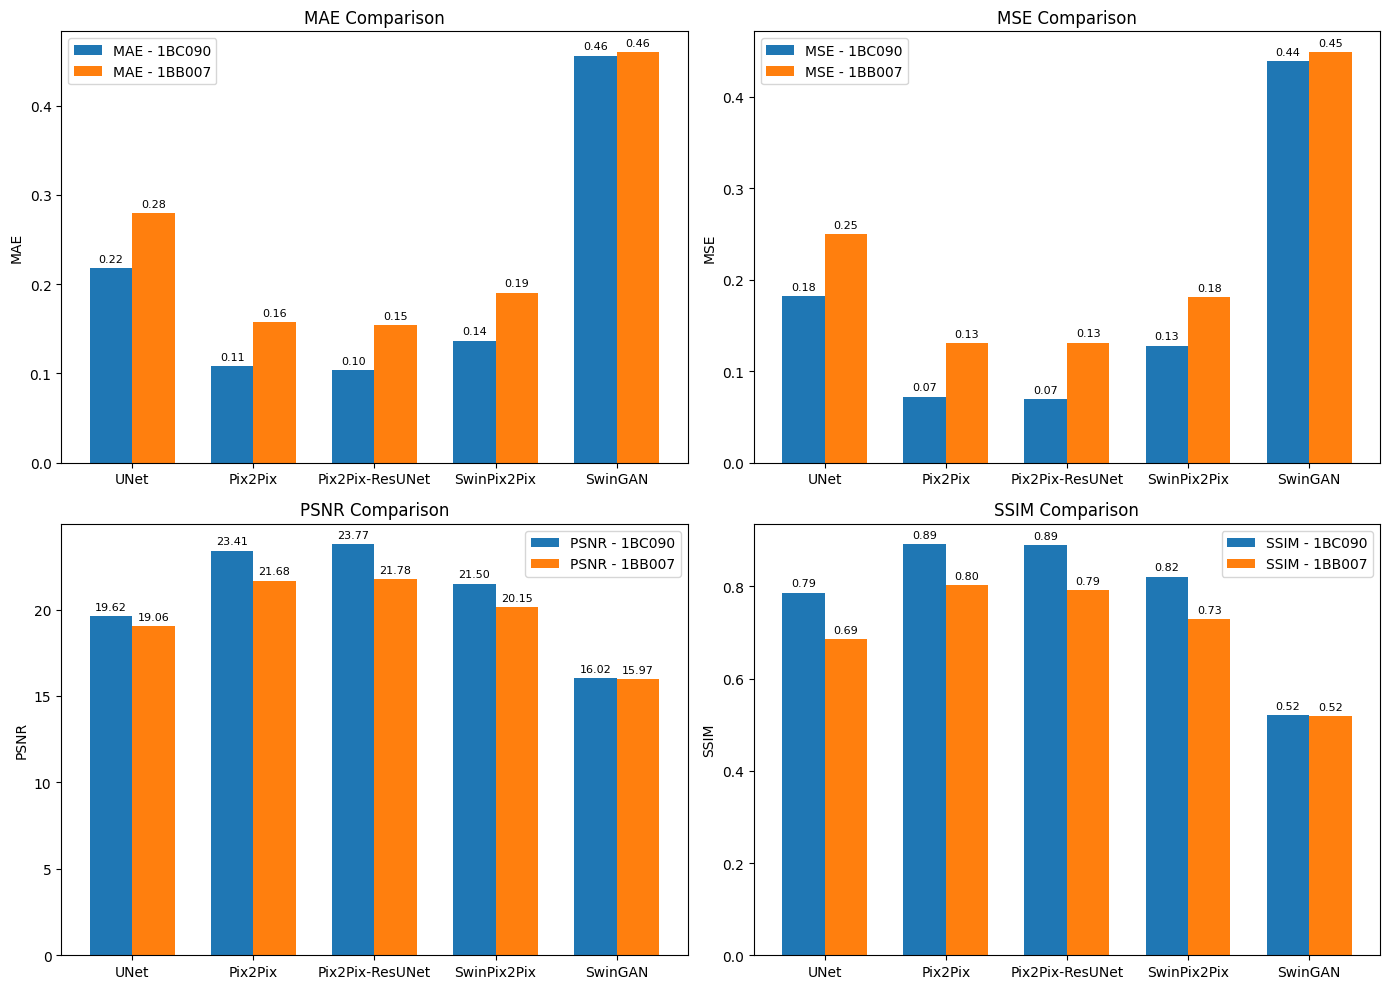 MAE Comparison
MAE - 1BC090
MAE - 1BB007
MAE
0.4
0.3
0.2
0.1
0.0
0.22
0.28
0.11
0.16
0.10
0.15
0.14
0.19
0.46
0.46
UNet
Pix2Pix
Pix2Pix-ResUNet
SwinPix2Pix
SwinGAN
MSE Comparison
MSE - 1BC090
MSE - 1BB007
MSE
0.4
0.3
0.2
0.1
0.0
0.18
0.25
0.07
0.13
0.07
0.13
0.13
0.18
0.44
0.45
UNet
Pix2Pix
Pix2Pix-ResUNet
SwinPix2Pix
SwinGAN
PSNR Comparison
PSNR - 1BC090
PSNR - 1BB007
PSNR
20
15
10
5
0
19.62
19.06
23.41
21.68
23.77
21.78
21.50
20.15
16.02
15.97
UNet
Pix2Pix
Pix2Pix-ResUNet
SwinPix2Pix
SwinGAN
SSIM Comparison
SSIM - 1BC090
SSIM - 1BB007
SSIM
0.8
0.6
0.4
0.2
0.0
0.79
0.69
0.89
0.80
0.89
0.79
0.82
0.73
0.52
0.52
UNet
Pix2Pix
Pix2Pix-ResUNet
SwinPix2Pix
SwinGAN